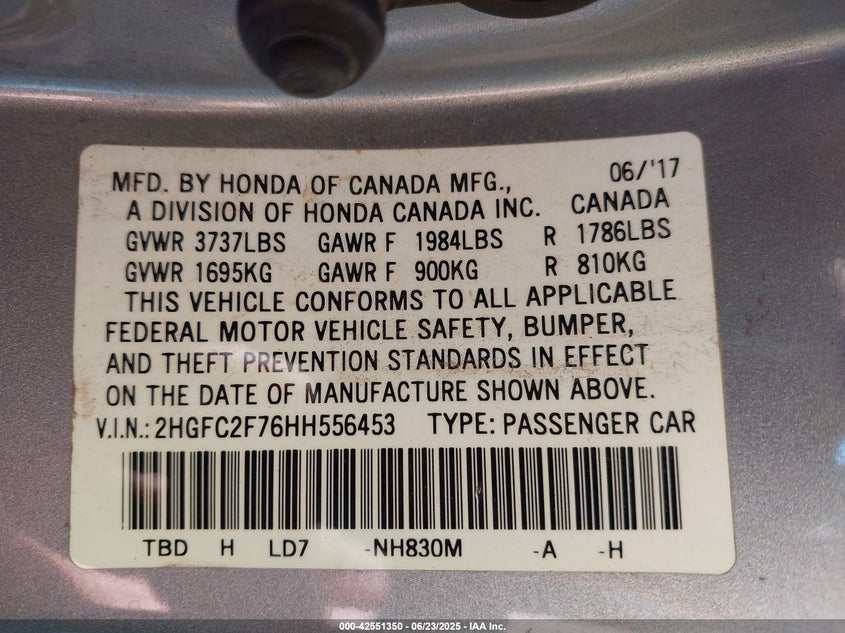 MFD. BY HONDA OF CANADA MFG., 06/'17
A DIVISION OF HONDA CANADA INC. CANADA
GVWR 3737LBS GAWR F 1984LBS R 1786LBS
GVWR 1695KG GAWR F 900KG R 810KG
THIS VEHICLE CONFORMS TO ALL APPLICABLE
FEDERAL MOTOR VEHICLE SAFETY, BUMPER,
AND THEFT PREVENTION STANDARDS IN EFFECT
ON THE DATE OF MANUFACTURE SHOWN ABOVE.
V.I.N.: 2HGFC2F76HH556453 TYPE: PASSENGER CAR
TBD H LD7 -NH830M -A -H
000-42551350 - 06/23/2025 - IAA Inc.